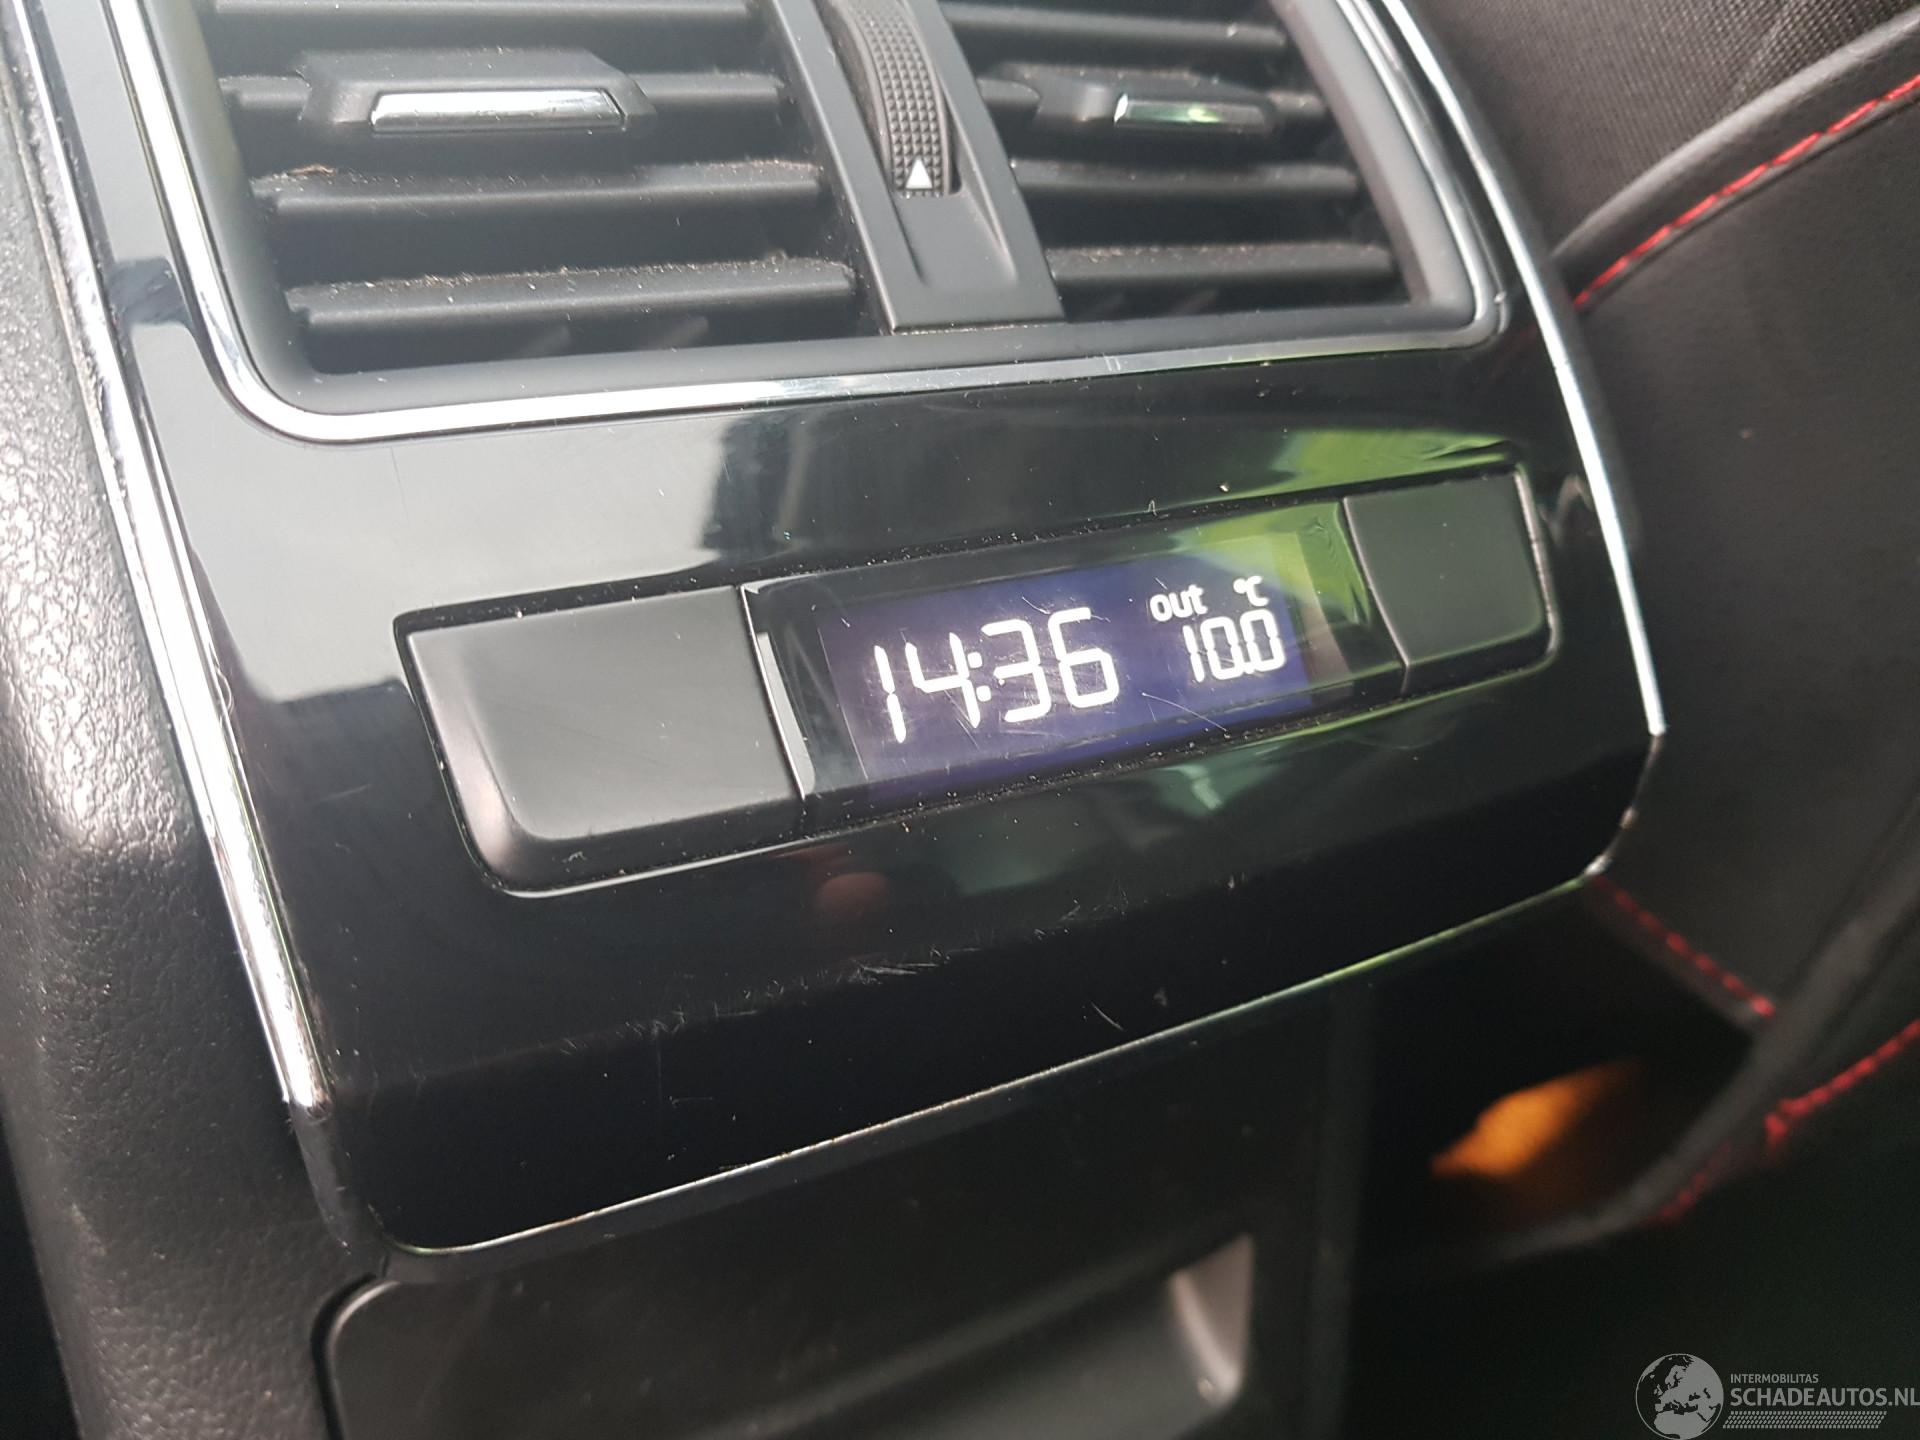 out °C
14:36 10.0
INTERMOBILITAS
SCHADEAUTOS.NL